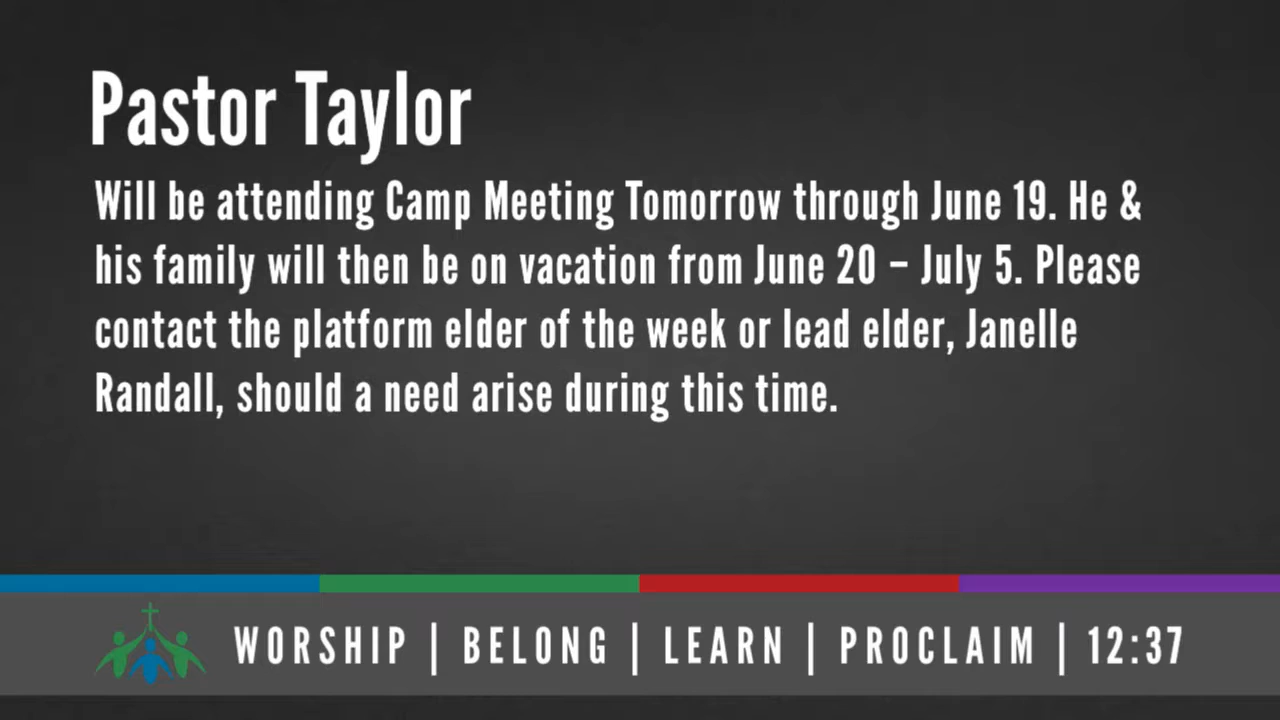 Pastor Taylor
Will be attending Camp Meeting Tomorrow through June 19. He &
his family will then be on vacation from June 20 – July 5. Please
contact the platform elder of the week or lead elder, Janelle
Randall, should a need arise during this time.
WORSHIP | BELONG | LEARN | PROCLAIM | 12:37